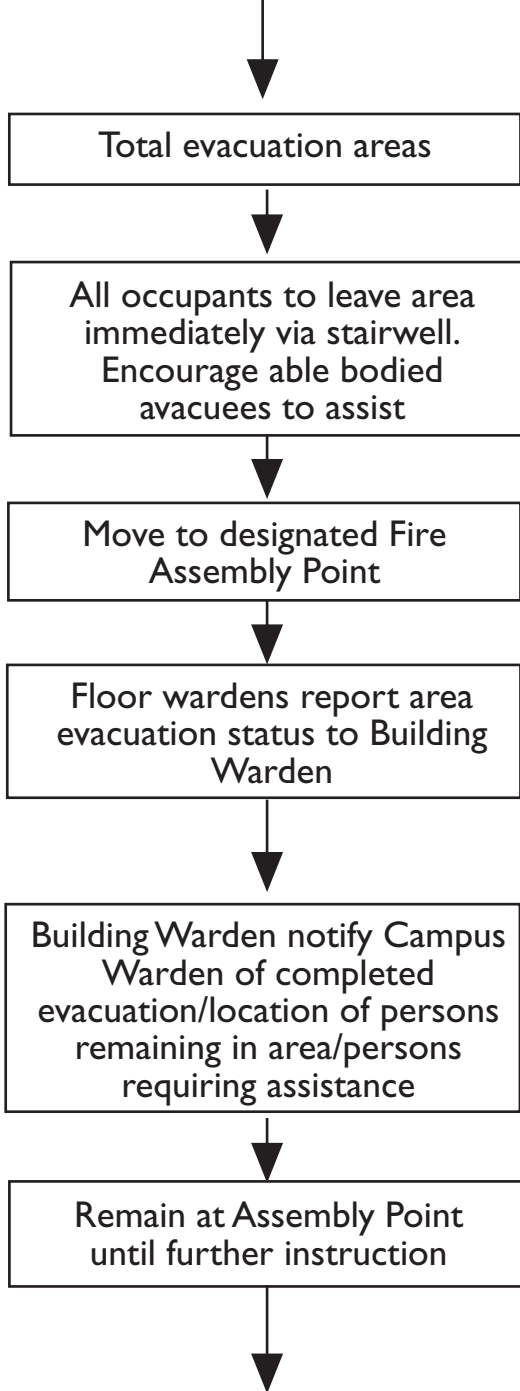 Total evacuation areas
All occupants to leave area
immediately via stairwell.
Encourage able bodied
avacuees to assist
Move to designated Fire
Assembly Point
Floor wardens report area
evacuation status to Building
Warden
Building Warden notify Campus
Warden of completed
evacuation/location of persons
remaining in area/persons
requiring assistance
Remain at Assembly Point
until further instruction